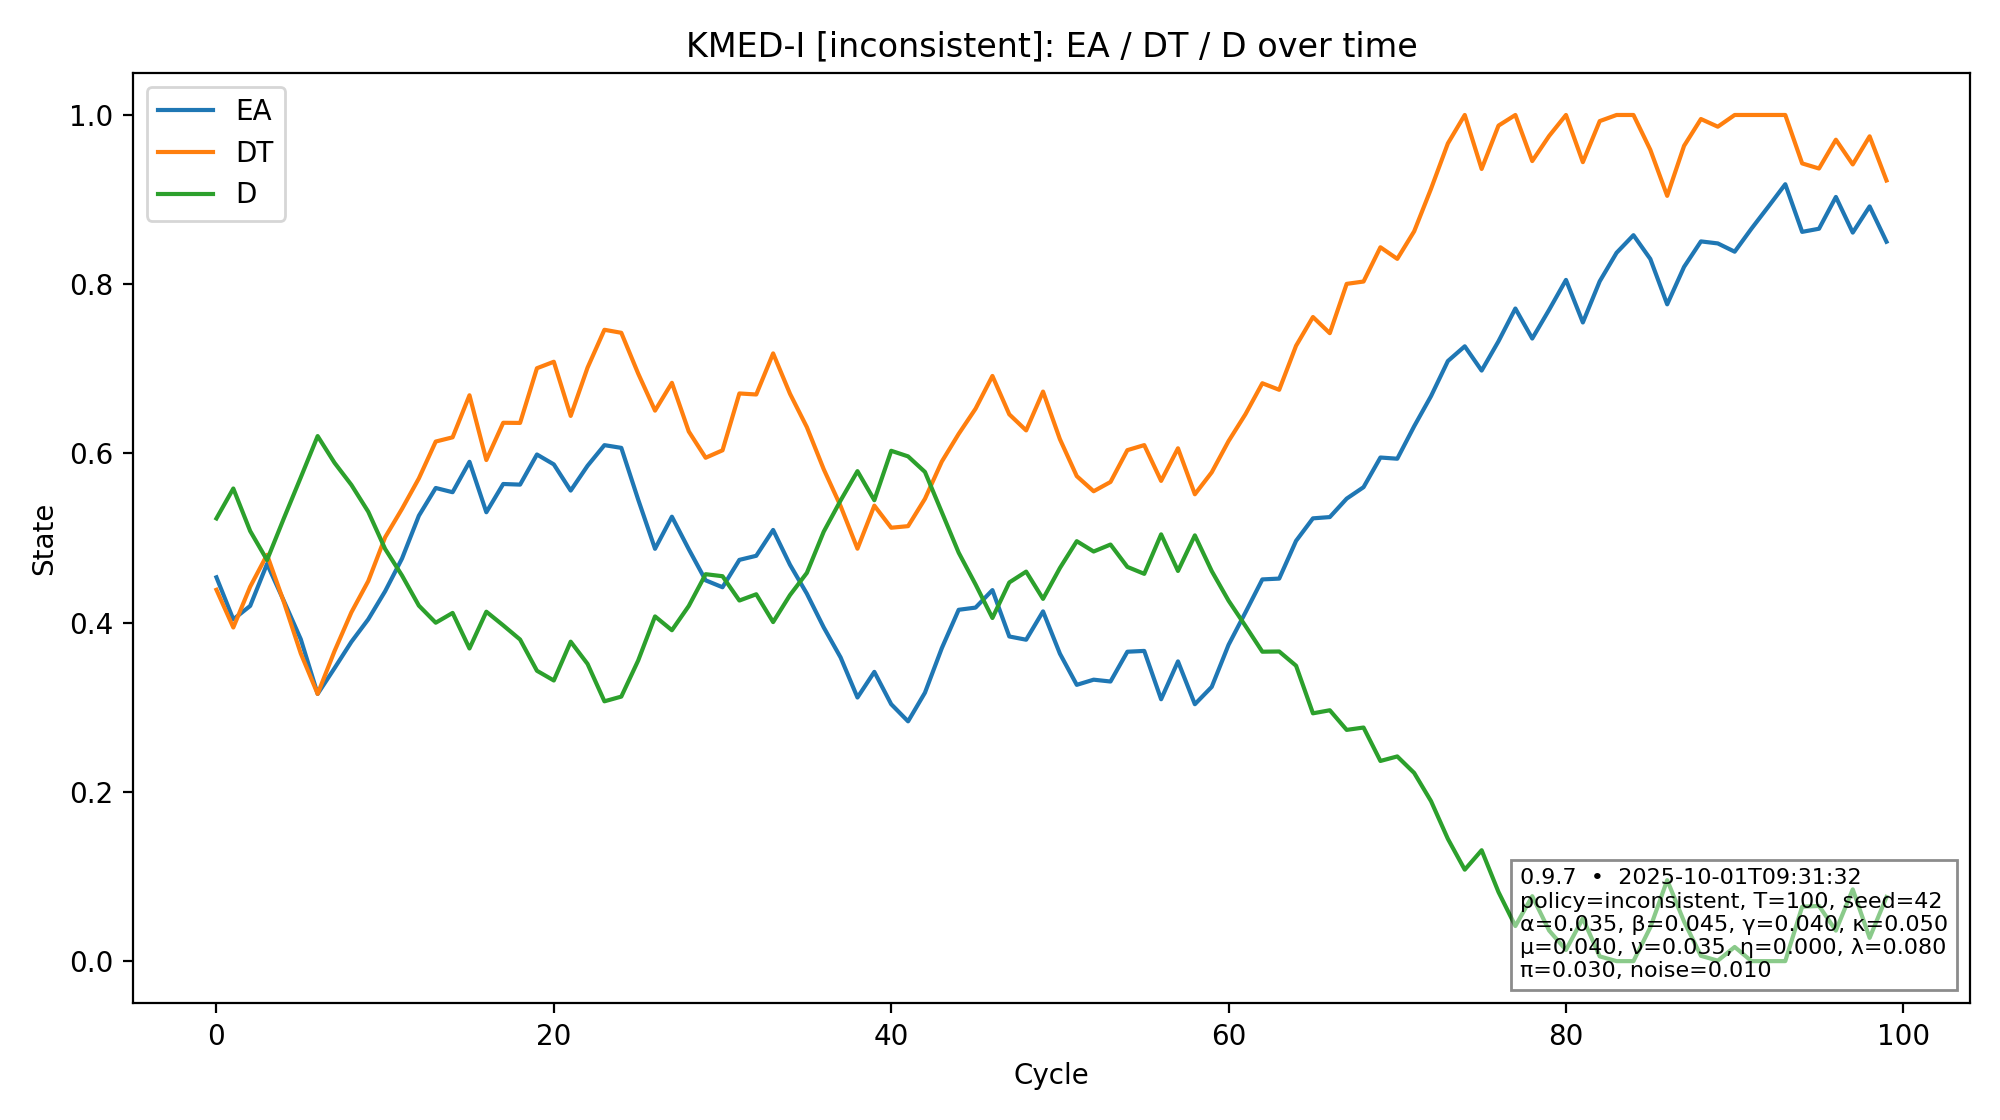 KMED-I [inconsistent]: EA / DT / D over time
EA
DT
D
1.0
0.8
0.6
0.4
0.2
0.0
State
0.9.7 • 2025-10-01T09:31:32
policy=inconsistent, T=100, seed=42
α=0.035, β=0.045, γ=0.040, κ=0.050
μ=0.040, ν=0.035, η=0.000, λ=0.080
π=0.030, noise=0.010
0 20 40 60 80 100
Cycle